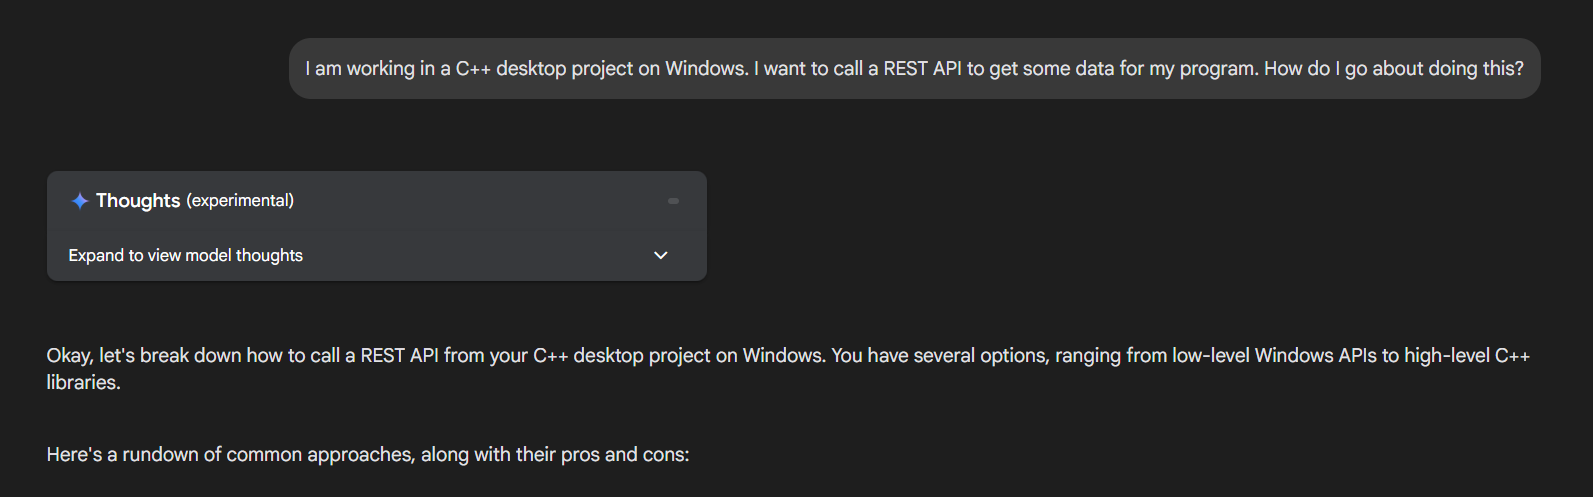 I am working in a C++ desktop project on Windows. I want to call a REST API to get some data for my program. How do I go about doing this?
Thoughts (experimental)
Expand to view model thoughts
Okay, let's break down how to call a REST API from your C++ desktop project on Windows. You have several options, ranging from low-level Windows APIs to high-level C++
libraries.
Here's a rundown of common approaches, along with their pros and cons: